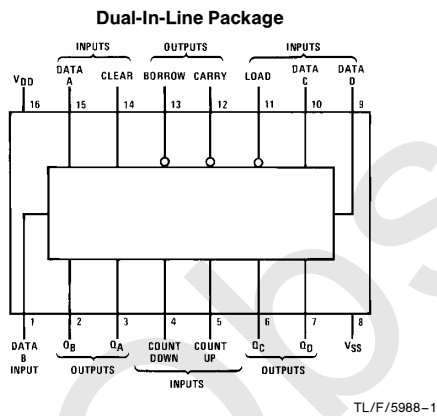 Dual-In-Line Package
INPUTS OUTPUTS INPUTS
VDD DATA A CLEAR BORROW CARRY LOAD DATA C DATA D
16 15 14 13 12 11 10 9
1 2 3 4 5 6 7 8
DATA B INPUT QB QA COUNT DOWN COUNT UP QC QD VSS
OUTPUTS INPUTS OUTPUTS
TL/F/5988–1